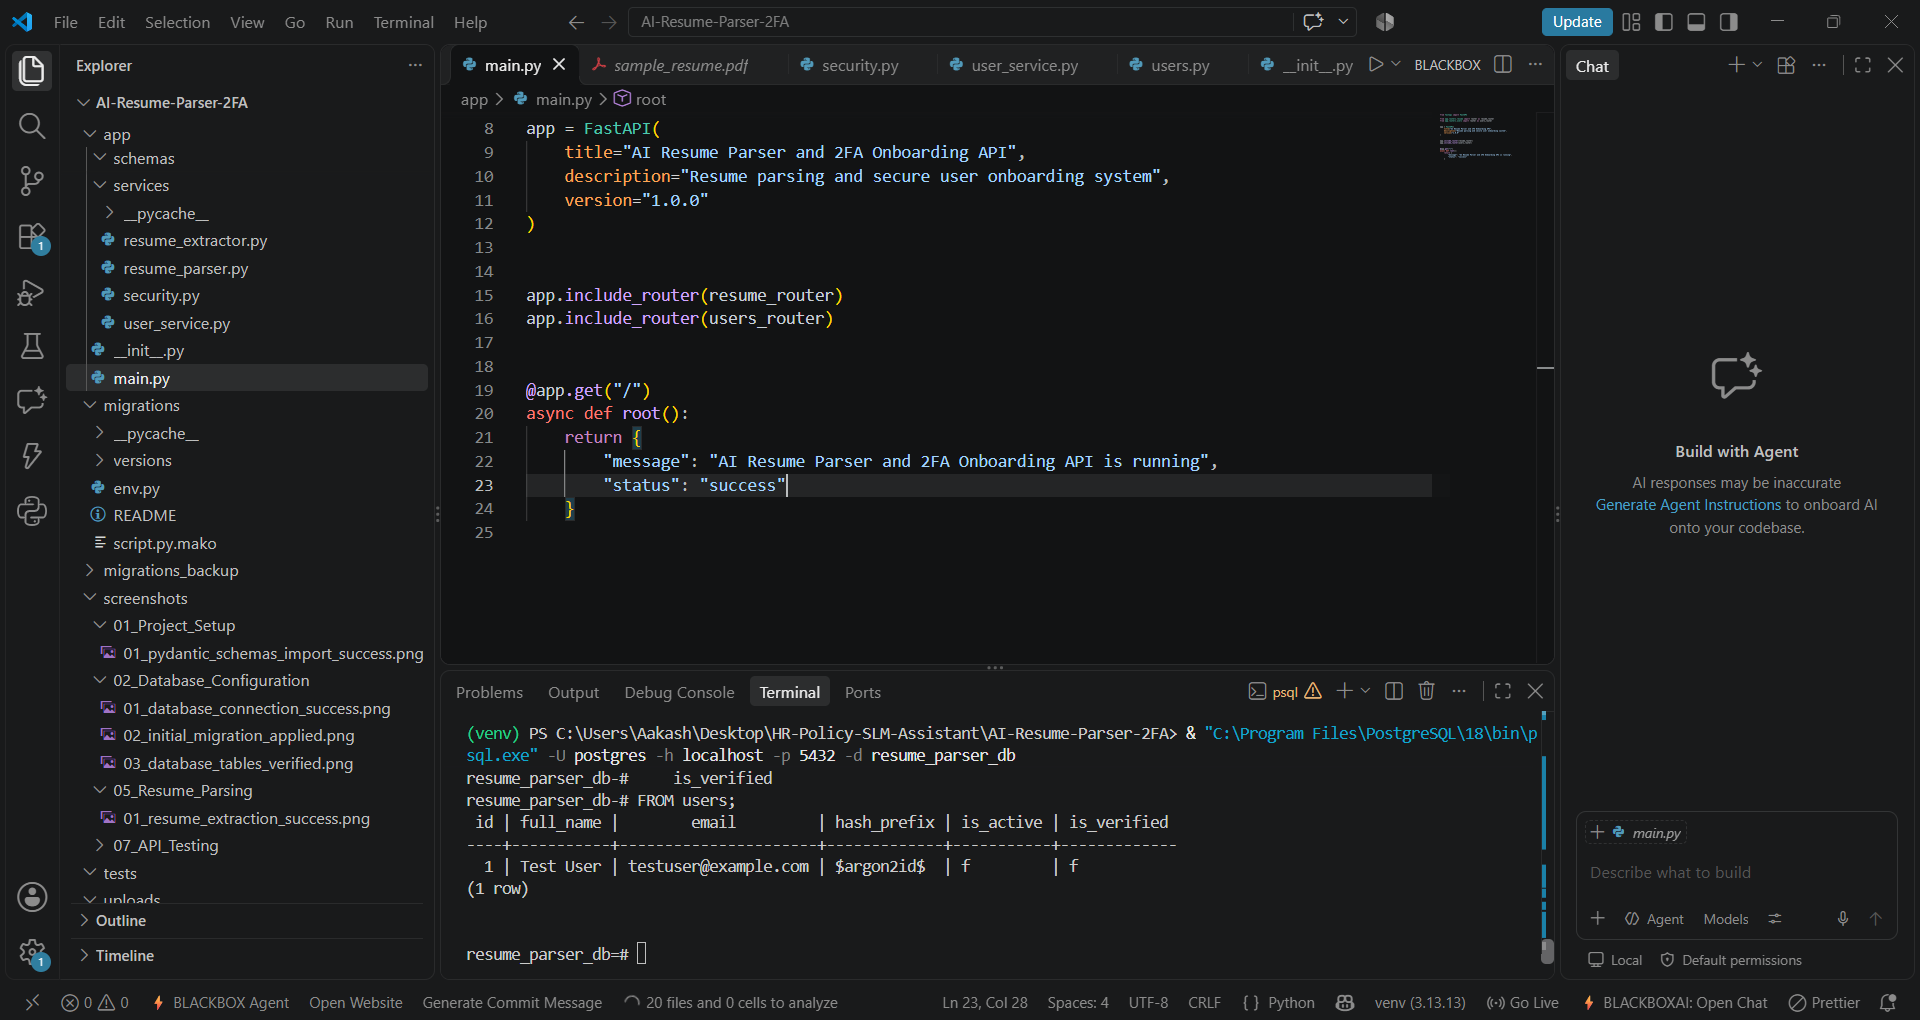 File Edit Selection View Go Run Terminal Help
AI-Resume-Parser-2FA
Update
Explorer
AI-Resume-Parser-2FA
app
schemas
services
__pycache__
resume_extractor.py
resume_parser.py
security.py
user_service.py
__init__.py
main.py
migrations
__pycache__
versions
env.py
README
script.py.mako
migrations_backup
screenshots
01_Project_Setup
01_pydantic_schemas_import_success.png
02_Database_Configuration
01_database_connection_success.png
02_initial_migration_applied.png
03_database_tables_verified.png
05_Resume_Parsing
01_resume_extraction_success.png
07_API_Testing
tests
uploads
Outline
Timeline
1
1
main.py sample_resume.pdf security.py user_service.py users.py __init__.py BLACKBOX
app > main.py > root
8 app = FastAPI(
9 title="AI Resume Parser and 2FA Onboarding API",
10 description="Resume parsing and secure user onboarding system",
11 version="1.0.0"
12 )
13
14
15 app.include_router(resume_router)
16 app.include_router(users_router)
17
18
19 @app.get("/")
20 async def root():
21 return {
22 "message": "AI Resume Parser and 2FA Onboarding API is running",
23 "status": "success"
24 }
25
Problems Output Debug Console Terminal Ports
psql
(venv) PS C:\Users\Aakash\Desktop\HR-Policy-SLM-Assistant\AI-Resume-Parser-2FA> & "C:\Program Files\PostgreSQL\18\bin\p
sql.exe" -U postgres -h localhost -p 5432 -d resume_parser_db
resume_parser_db-#     is_verified
resume_parser_db-# FROM users;
 id | full_name |        email         | hash_prefix | is_active | is_verified
----+-----------+----------------------+-------------+-----------+-------------
  1 | Test User | testuser@example.com | $argon2id$  | f         | f
(1 row)
resume_parser_db=#
Chat
Build with Agent
AI responses may be inaccurate
Generate Agent Instructions to onboard AI
onto your codebase.
main.py
Describe what to build
Agent Models
Local Default permissions
0 0 BLACKBOX Agent Open Website Generate Commit Message 20 files and 0 cells to analyze Ln 23, Col 28 Spaces: 4 UTF-8 CRLF { } Python venv (3.13.13) Go Live BLACKBOXAI: Open Chat Prettier